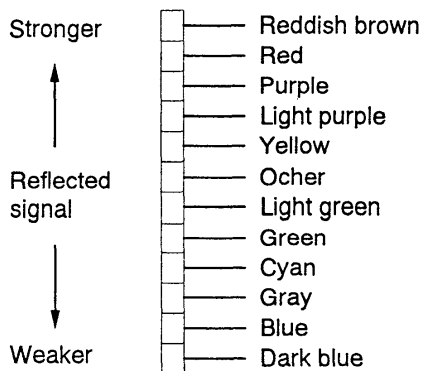 Stronger
Reflected
signal
Weaker
Reddish brown
Red
Purple
Light purple
Yellow
Ocher
Light green
Green
Cyan
Gray
Blue
Dark blue